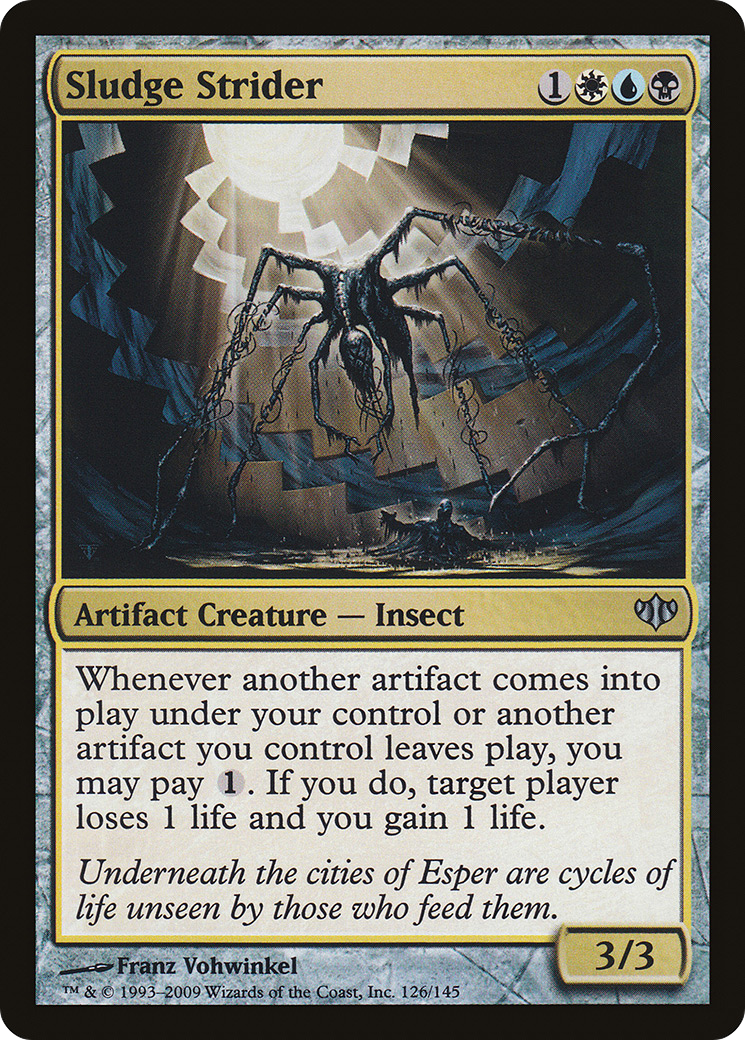 Sludge Strider
1
Artifact Creature — Insect
Whenever another artifact comes into
play under your control or another
artifact you control leaves play, you
may pay 1. If you do, target player
loses 1 life and you gain 1 life.
Underneath the cities of Esper are cycles of
life unseen by those who feed them.
3/3
Franz Vohwinkel
™ & © 1993–2009 Wizards of the Coast, Inc. 126/145